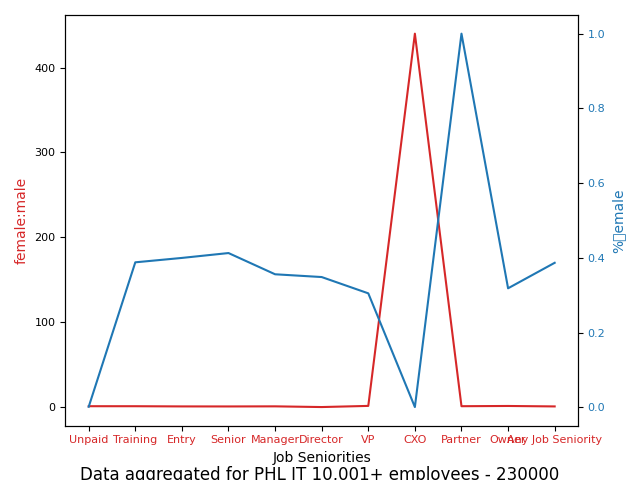 400
300
200
100
0
female:male
1.0
0.8
0.6
0.4
0.2
0.0
%▯emale
Unpaid Training Entry Senior Manager Director VP CXO Partner Owner Any Job Seniority
Job Seniorities
Data aggregated for PHL IT 10,001+ employees - 230000